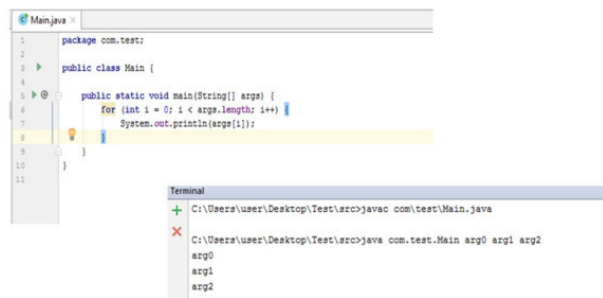 Main.java
1 package com.test;
2
3 public class Main {
4
5 public static void main(String[] args) {
6 for (int i = 0; i < args.length; i++) {
7 System.out.println(args[i]);
8 }
9 }
10 }
11
Terminal
C:\Users\user\Desktop\Test\src>javac com\test\Main.java
C:\Users\user\Desktop\Test\src>java com.test.Main arg0 arg1 arg2
arg0
arg1
arg2